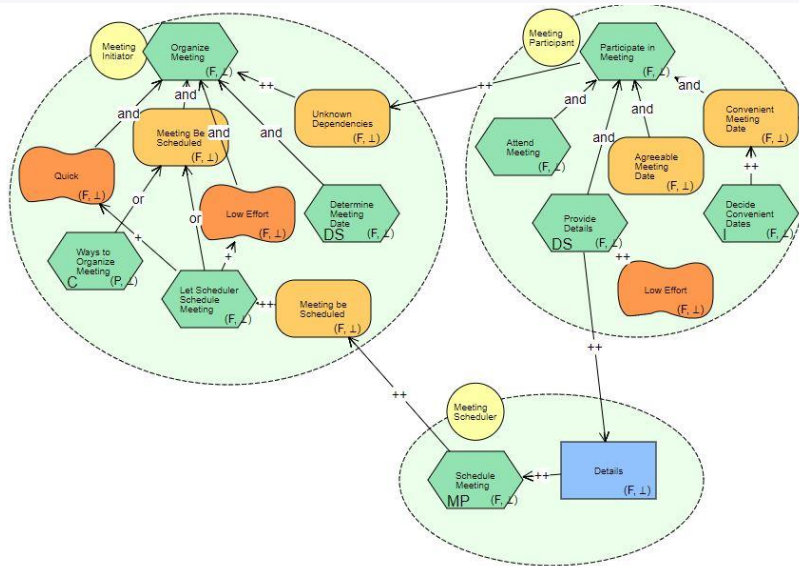 Meeting
Initiator
Organize
Meeting
(F, ⊥)
and
and
and
and
++
Meeting Be
Scheduled
(F, ⊥)
Unknown
Dependencies
(F, ⊥)
Quick
(F, ⊥)
or
or
Low Effort
(F, ⊥)
Determine
Meeting
Date
DS
(F, ⊥)
+
+
Ways to
Organize
Meeting
C
(P, ⊥)
Let Scheduler
Schedule
Meeting
(F, ⊥)
++
Meeting be
Scheduled
(F, ⊥)
++
Meeting
Participant
Participate in
Meeting
(F, ⊥)
and
and
and
and
Attend
Meeting
(F, ⊥)
Agreeable
Meeting
Date
(F, ⊥)
Convenient
Meeting
Date
(F, ⊥)
++
Provide
Details
DS
(F, ⊥)
Decide
Convenient
Dates
I
(F, ⊥)
++
Low Effort
(F, ⊥)
++
++
Meeting
Scheduler
Schedule
Meeting
MP
(F, ⊥)
++
Details
(F, ⊥)